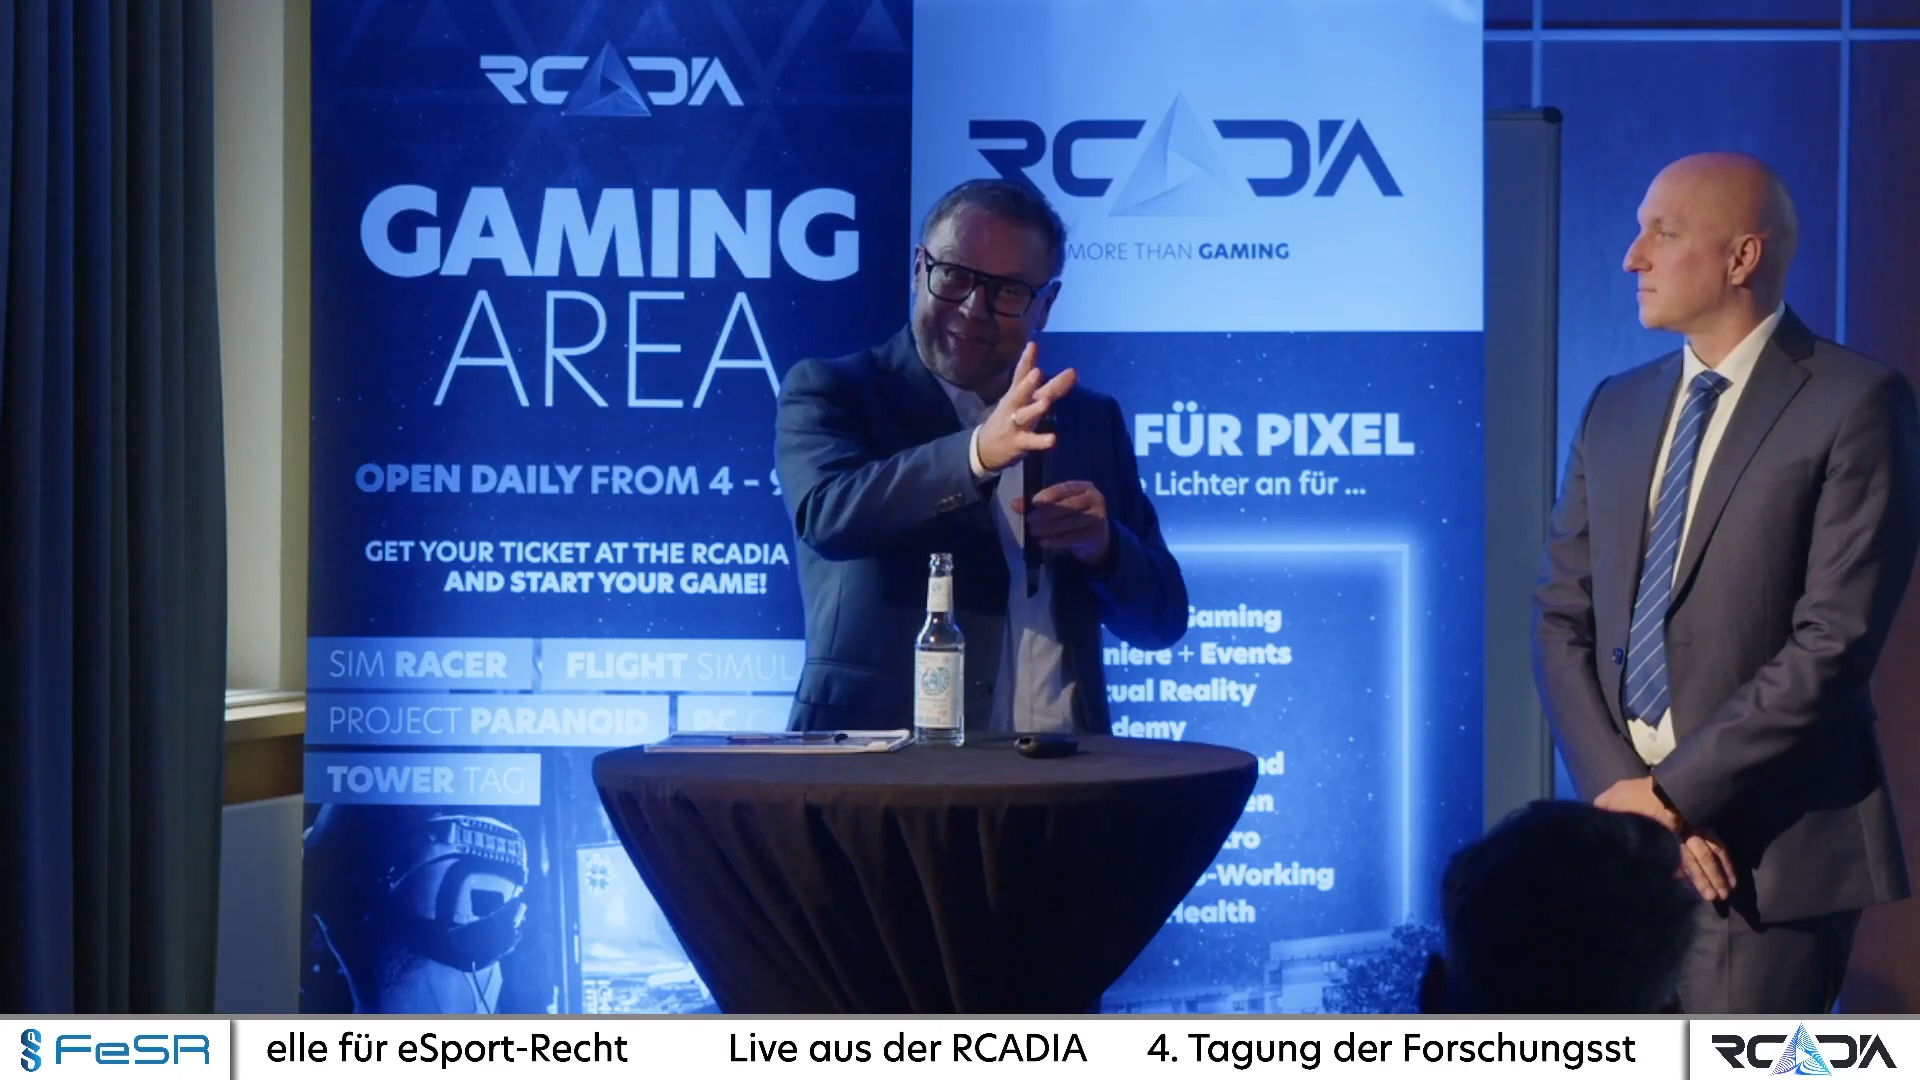 RCADIA
GAMING
AREA
OPEN DAILY FROM 4 –
GET YOUR TICKET AT THE RCADIA
AND START YOUR GAME!
SIM RACER
FLIGHT SIMUL
PROJECT PARANOID
PC
TOWER TAG
RCADIA
MORE THAN GAMING
FÜR PIXEL
Lichter an für ...
Gaming
+ Events
Reality
-Working
Health
FeSR
elle für eSport-Recht
Live aus der RCADIA
4. Tagung der Forschungsst
RCADIA